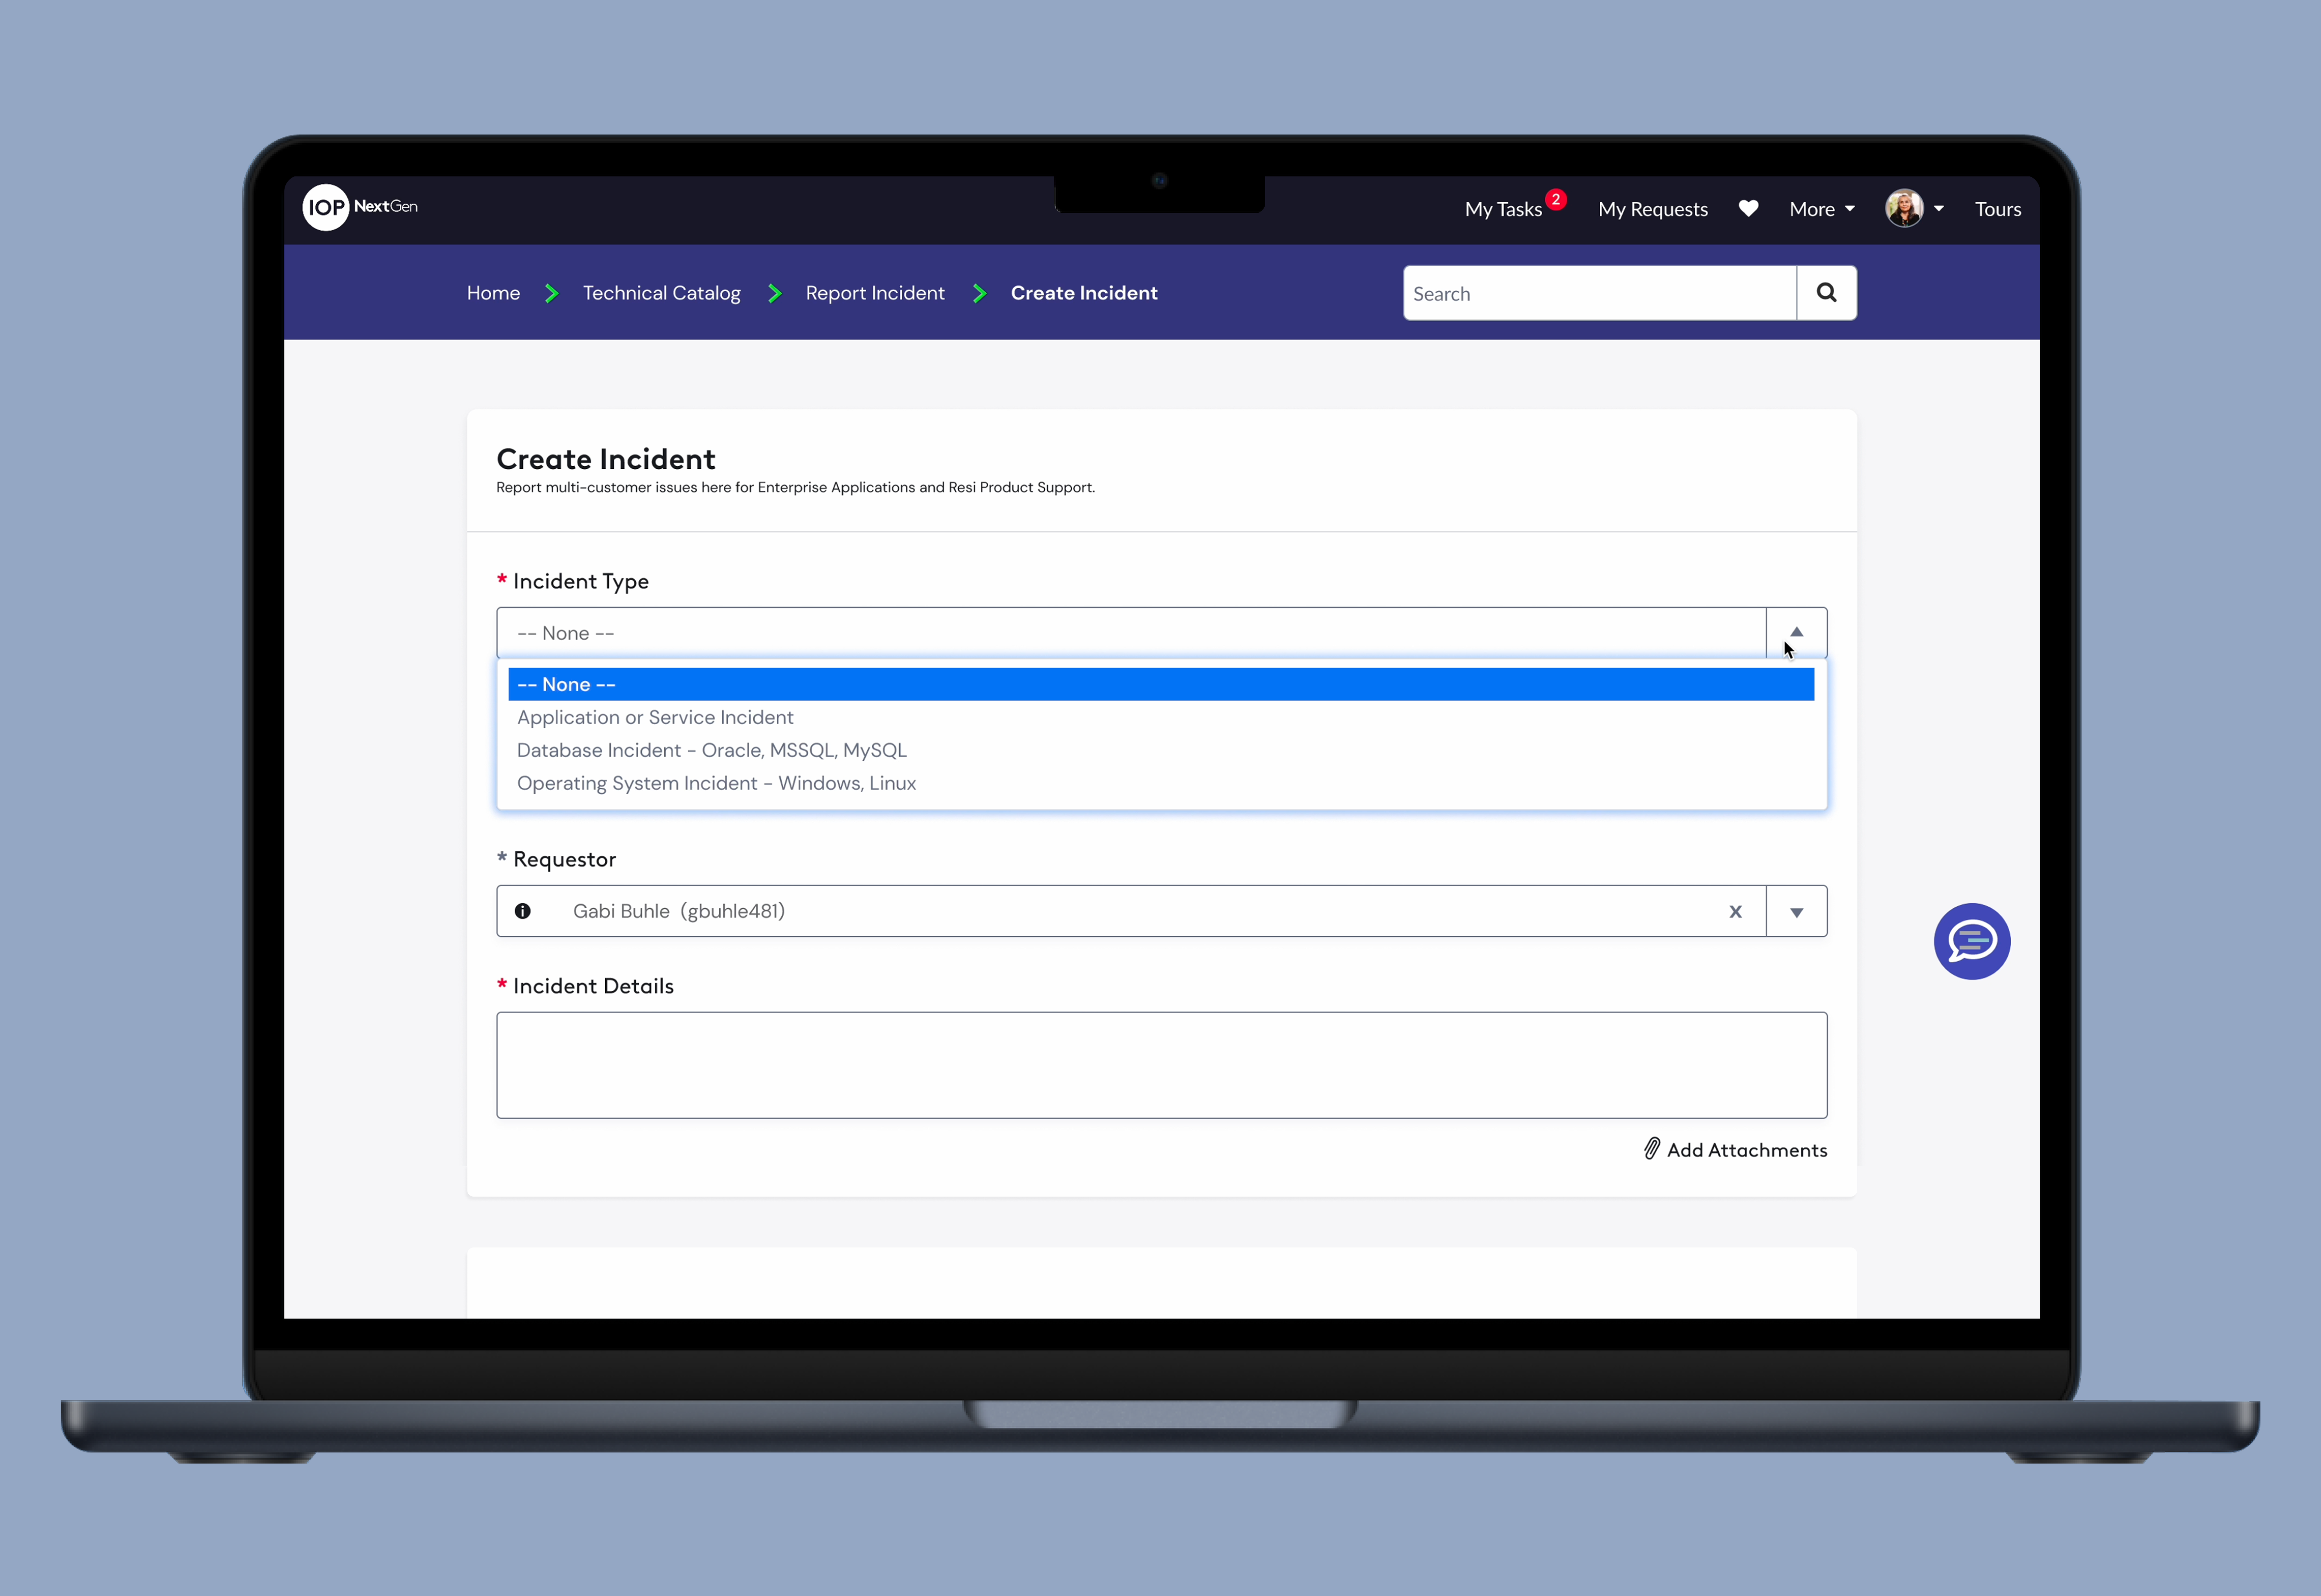 IOP NextGen
My Tasks 2 My Requests More Tours
Home Technical Catalog Report Incident Create Incident
Search
Create Incident
Report multi-customer issues here for Enterprise Applications and Resi Product Support.
* Incident Type
-- None --
-- None --
Application or Service Incident
Database Incident - Oracle, MSSQL, MySQL
Operating System Incident - Windows, Linux
* Requestor
Gabi Buhle (gbuhle481) x
* Incident Details
Add Attachments